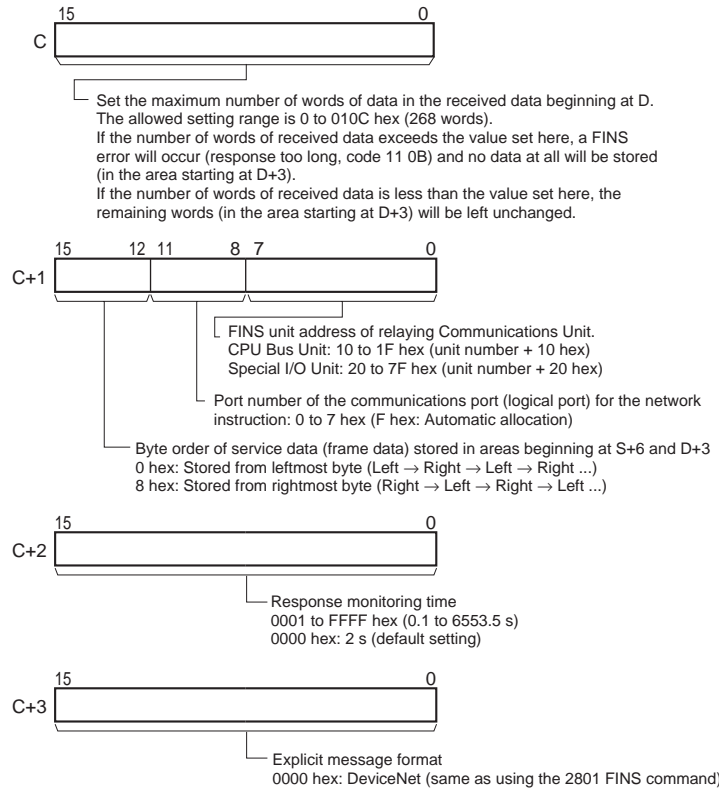 15 0
C
Set the maximum number of words of data in the received data beginning at D.
The allowed setting range is 0 to 010C hex (268 words).
If the number of words of received data exceeds the value set here, a FINS
error will occur (response too long, code 11 0B) and no data at all will be stored
(in the area starting at D+3).
If the number of words of received data is less than the value set here, the
remaining words (in the area starting at D+3) will be left unchanged.
15 12 11 8 7 0
C+1
FINS unit address of relaying Communications Unit.
CPU Bus Unit: 10 to 1F hex (unit number + 10 hex)
Special I/O Unit: 20 to 7F hex (unit number + 20 hex)
Port number of the communications port (logical port) for the network
instruction: 0 to 7 hex (F hex: Automatic allocation)
Byte order of service data (frame data) stored in areas beginning at S+6 and D+3
0 hex: Stored from leftmost byte (Left → Right → Left → Right ...)
8 hex: Stored from rightmost byte (Right → Left → Right → Left ...)
15 0
C+2
Response monitoring time
0001 to FFFF hex (0.1 to 6553.5 s)
0000 hex: 2 s (default setting)
15 0
C+3
Explicit message format
0000 hex: DeviceNet (same as using the 2801 FINS command)